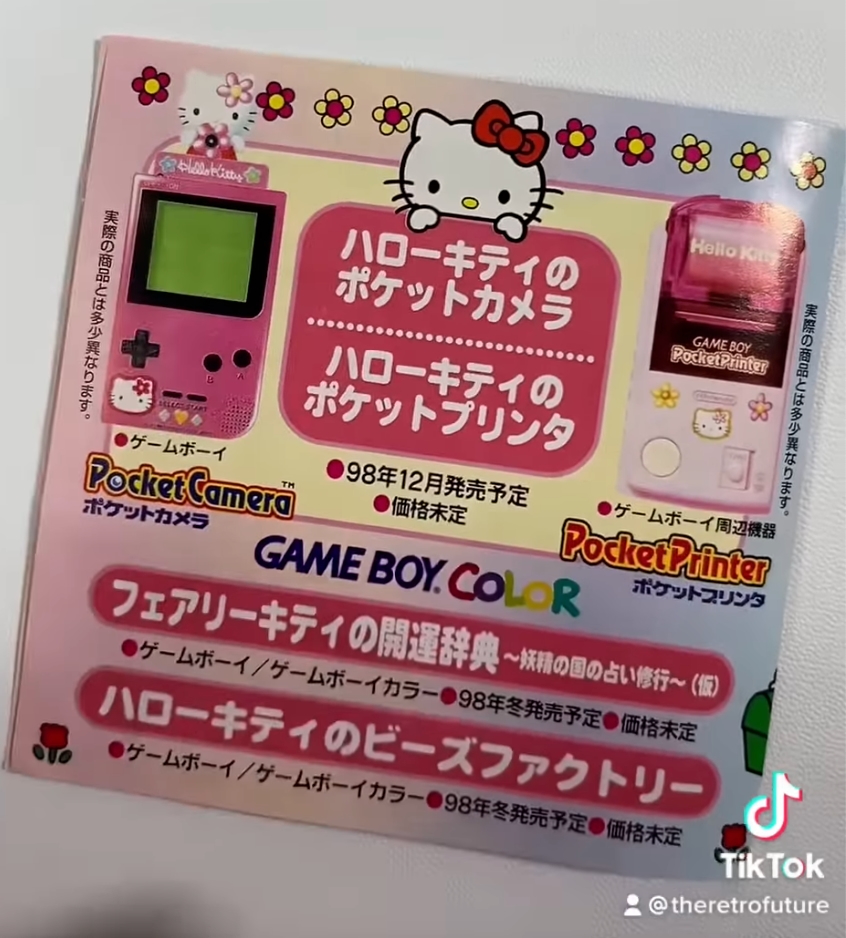 Hello Kitty
実際の商品とは多少異なります。
SELECT START
B A
ハローキティの
ポケットカメラ
ハローキティの
ポケットプリンタ
●98年12月発売予定
●価格未定
Hello Kitty
GAME BOY
PocketPrinter
Nintendo
実際の商品とは多少異なります。
●ゲームボーイ
PocketCamera™
ポケットカメラ
●ゲームボーイ周辺機器
PocketPrinter
ポケットプリンタ
GAME BOY® COLOR
フェアリーキティの開運辞典～妖精の国の占い修行～(仮)
●ゲームボーイ/ゲームボーイカラー●98年冬発売予定●価格未定
ハローキティのビーズファクトリー
●ゲームボーイ/ゲームボーイカラー●98年冬発売予定●価格未定
TikTok
@theretrofuture